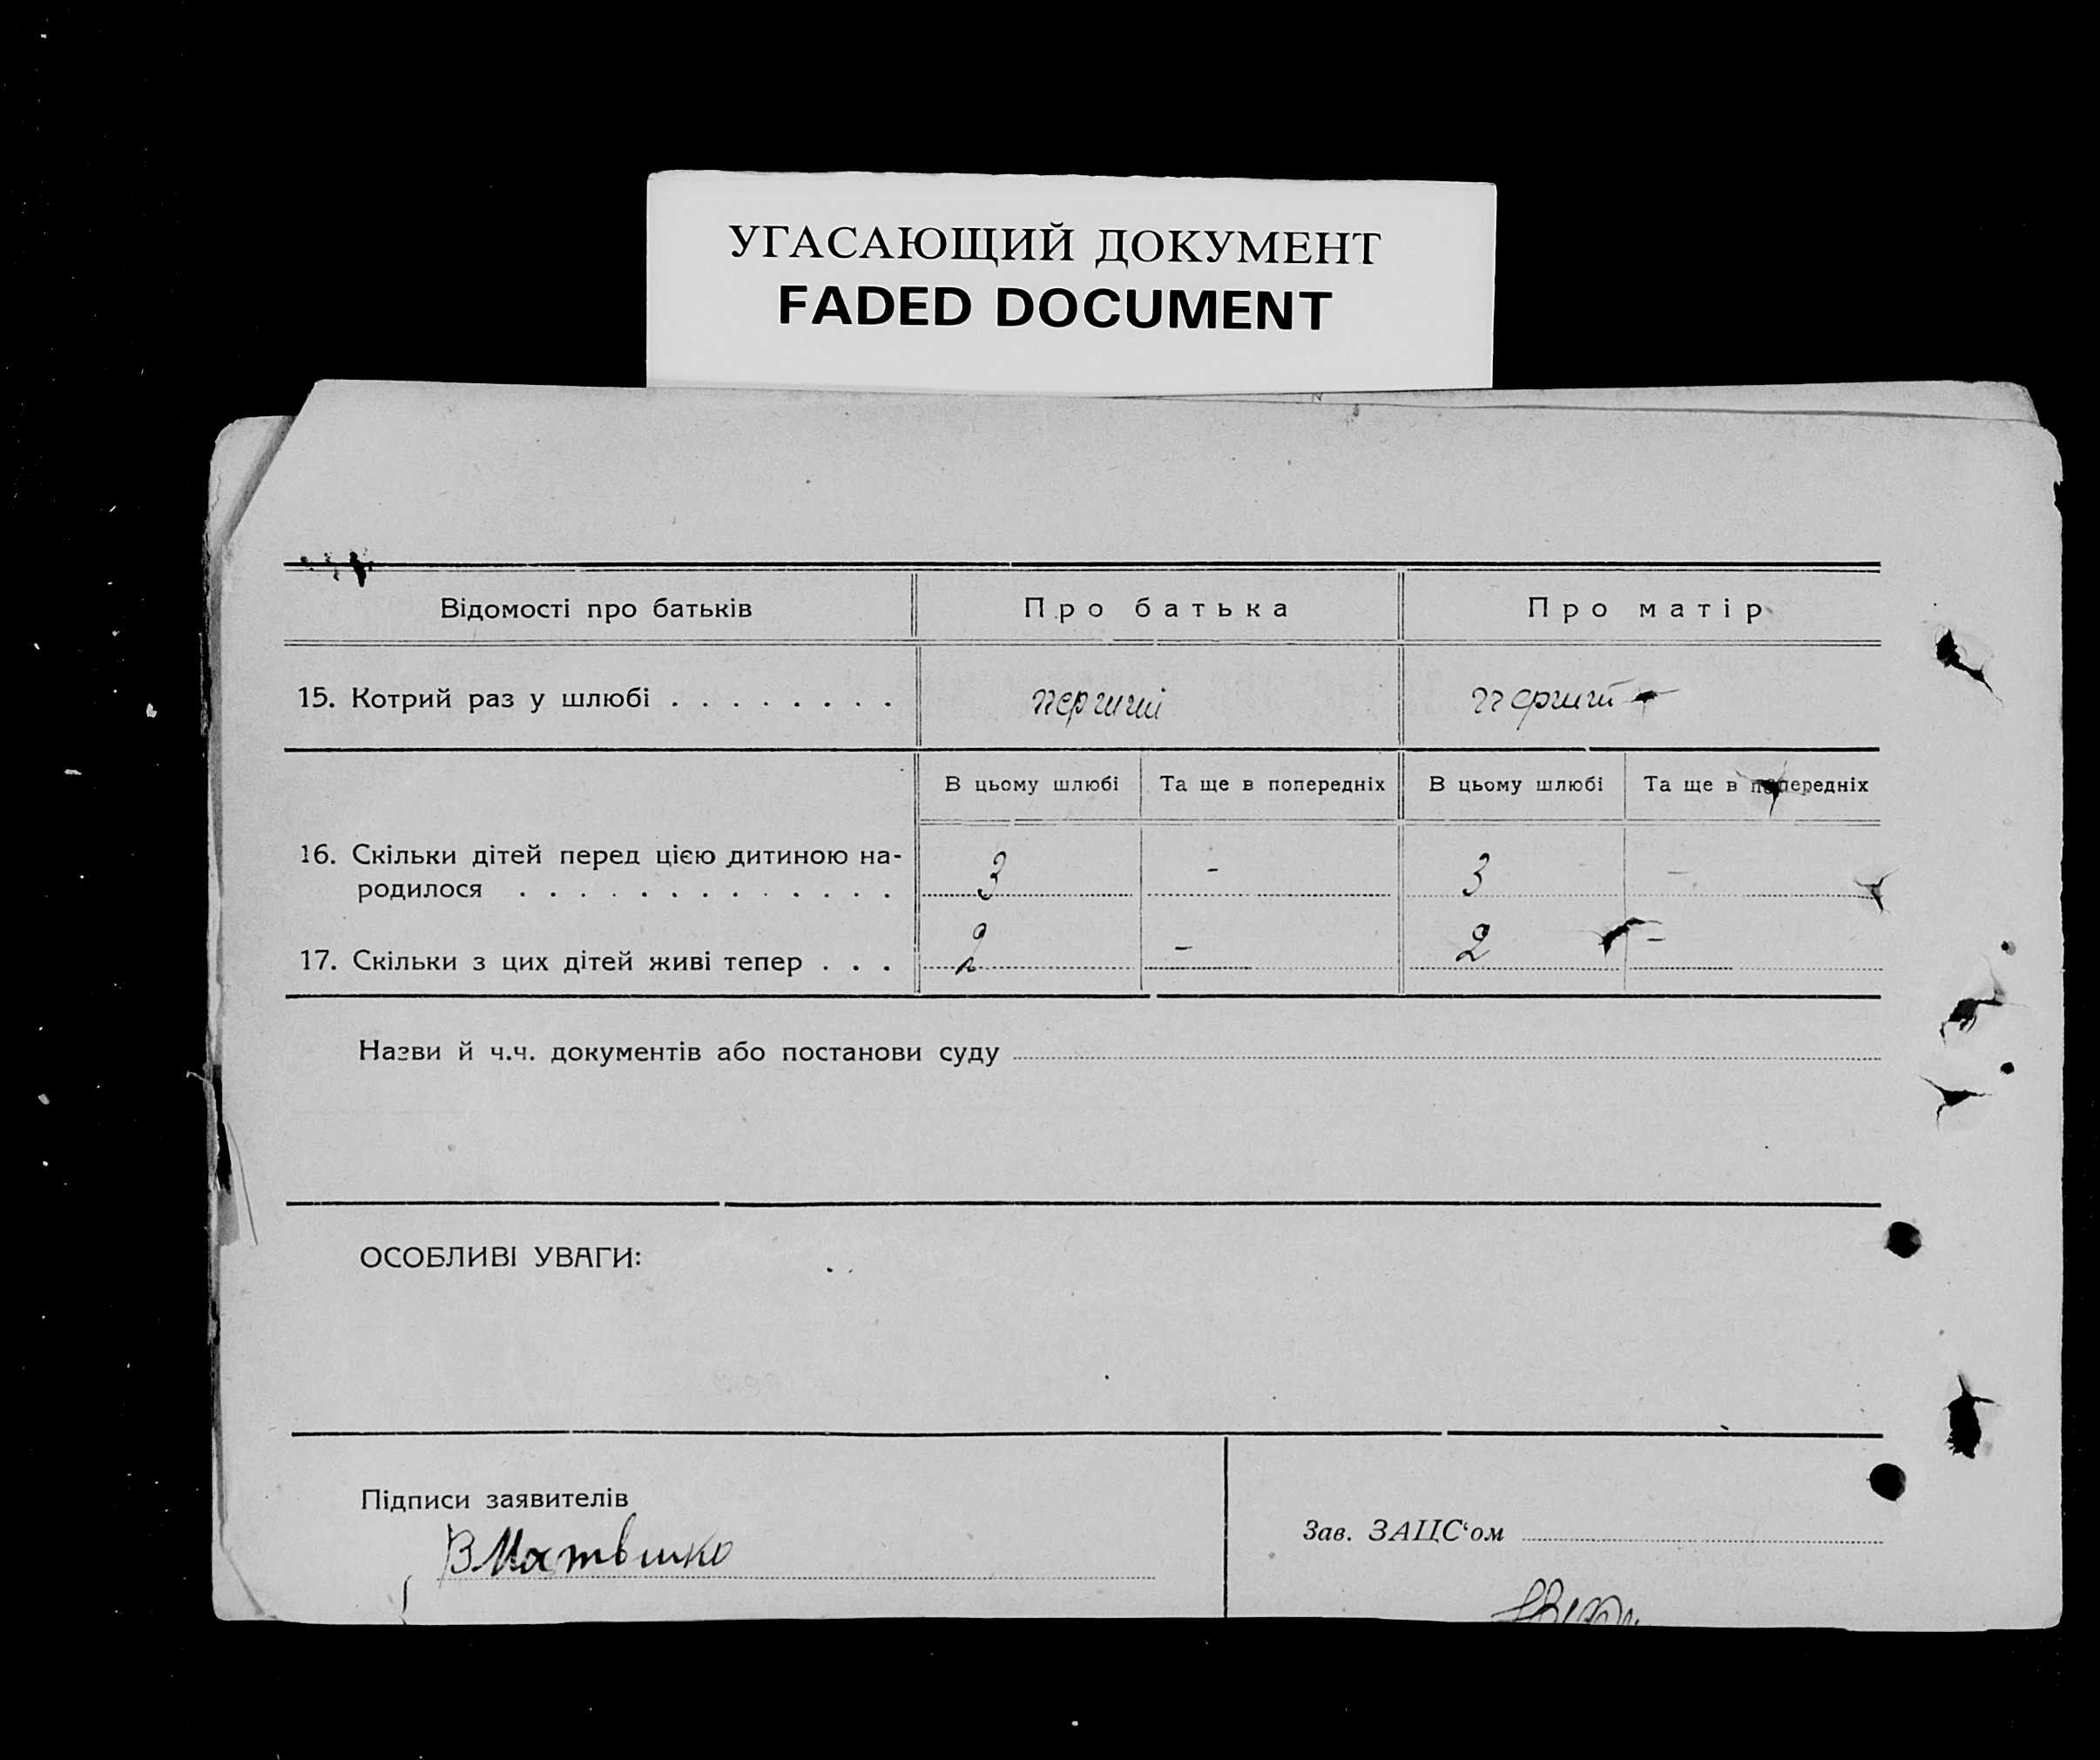 УГАСАЮЩИЙ ДОКУМЕНТ
FADED DOCUMENT
Відомості про батьків Про батька Про матір
15. Котрий раз у шлюбі . . . . . . . . перший перший
В цьому шлюбі Та ще в попередніх В цьому шлюбі Та ще в попередніх
16. Скільки дітей перед цією дитиною на-
родилося . . . . . . . . . . . . . 3 - 3 -
17. Скільки з цих дітей живі тепер . . . 2 - 2 -
Назви й ч.ч. документів або постанови суду
ОСОБЛИВІ УВАГИ:
Підписи заявителів
Зав. ЗАЦС‘ом